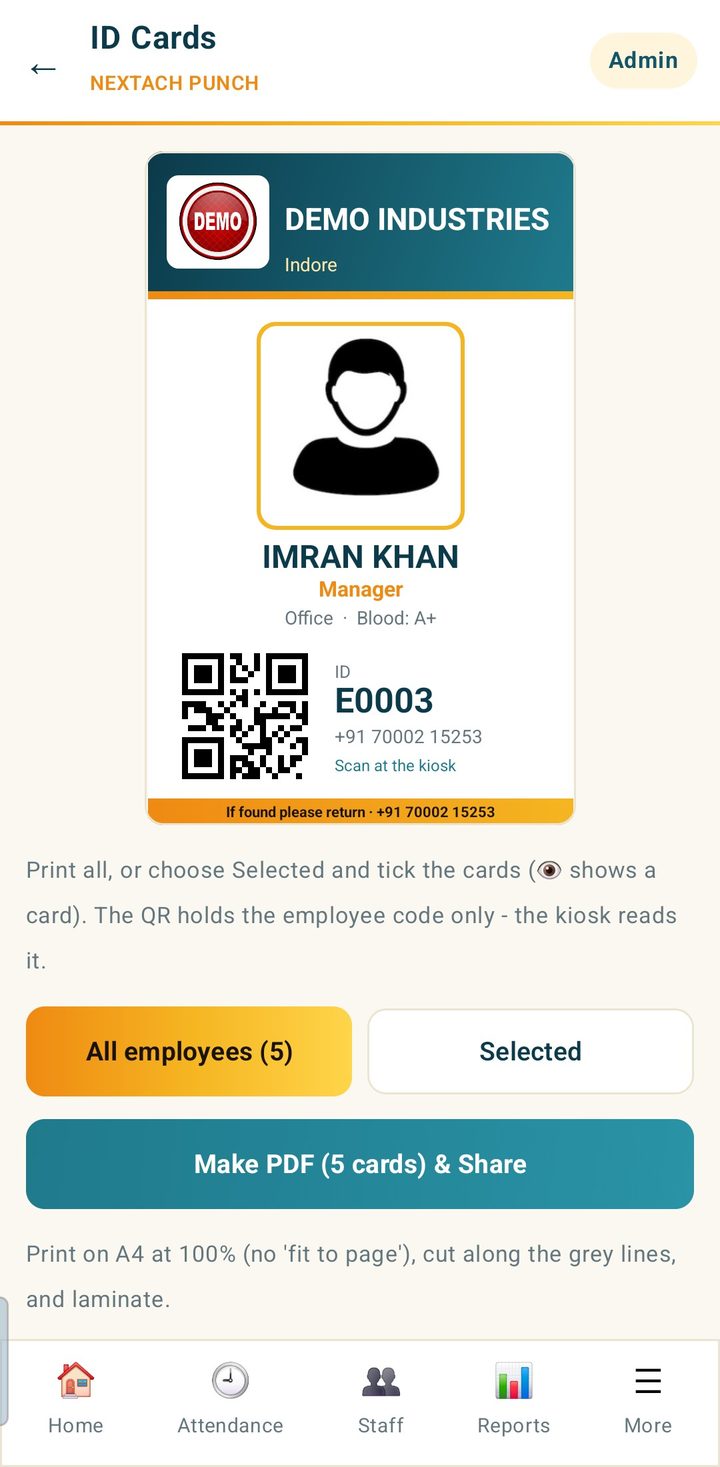 ID Cards
NEXTACH PUNCH
Admin
DEMO
DEMO INDUSTRIES
Indore
IMRAN KHAN
Manager
Office · Blood: A+
ID
E0003
+91 70002 15253
Scan at the kiosk
If found please return · +91 70002 15253
Print all, or choose Selected and tick the cards (👁 shows a
card). The QR holds the employee code only - the kiosk reads
it.
All employees (5)
Selected
Make PDF (5 cards) & Share
Print on A4 at 100% (no 'fit to page'), cut along the grey lines,
and laminate.
Home
Attendance
Staff
Reports
More